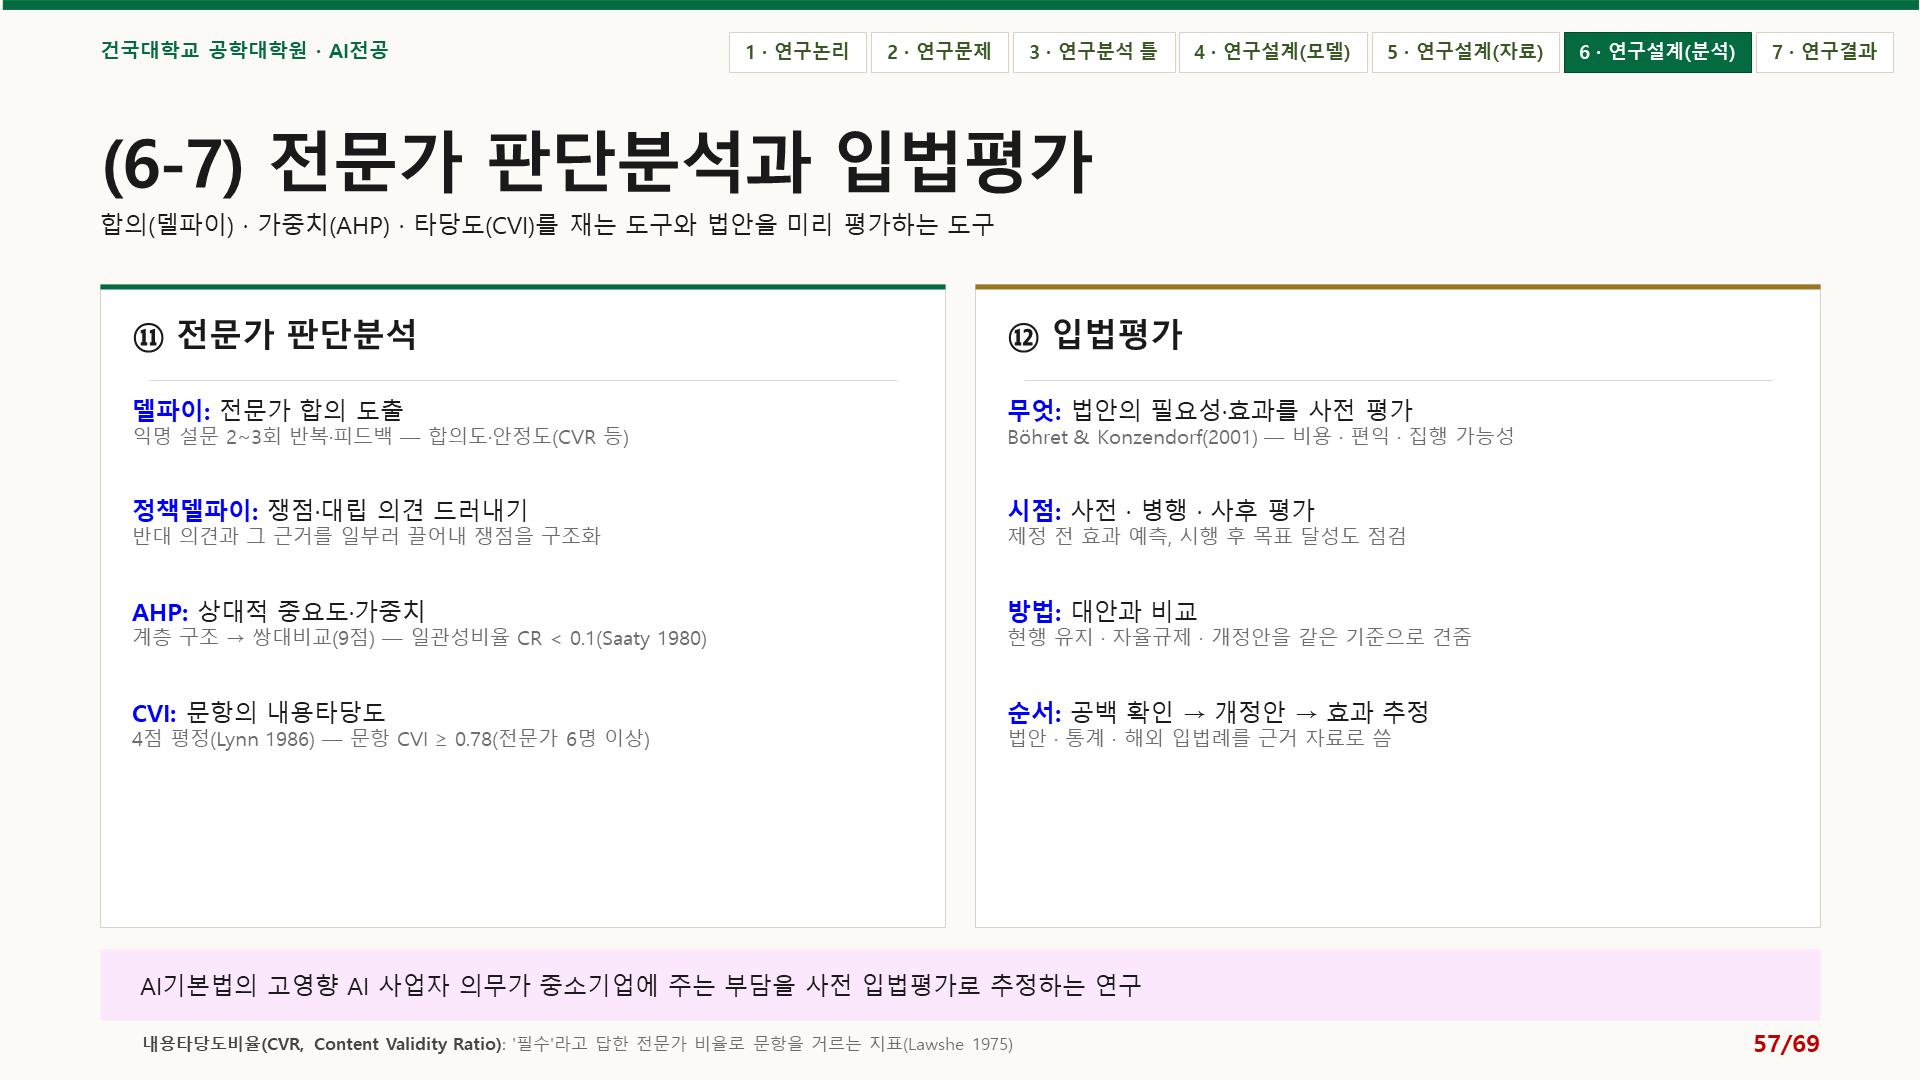 건국대학교 공학대학원 · AI전공
1 · 연구논리
2 · 연구문제
3 · 연구분석 틀
4 · 연구설계(모델)
5 · 연구설계(자료)
6 · 연구설계(분석)
7 · 연구결과
(6-7) 전문가 판단분석과 입법평가
합의(델파이) · 가중치(AHP) · 타당도(CVI)를 재는 도구와 법안을 미리 평가하는 도구
⑪ 전문가 판단분석
델파이: 전문가 합의 도출
익명 설문 2~3회 반복·피드백 — 합의도·안정도(CVR 등)
정책델파이: 쟁점·대립 의견 드러내기
반대 의견과 그 근거를 일부러 끌어내 쟁점을 구조화
AHP: 상대적 중요도·가중치
계층 구조 → 쌍대비교(9점) — 일관성비율 CR < 0.1(Saaty 1980)
CVI: 문항의 내용타당도
4점 평정(Lynn 1986) — 문항 CVI ≥ 0.78(전문가 6명 이상)
⑫ 입법평가
무엇: 법안의 필요성·효과를 사전 평가
Böhret & Konzendorf(2001) — 비용 · 편익 · 집행 가능성
시점: 사전 · 병행 · 사후 평가
제정 전 효과 예측, 시행 후 목표 달성도 점검
방법: 대안과 비교
현행 유지 · 자율규제 · 개정안을 같은 기준으로 견줌
순서: 공백 확인 → 개정안 → 효과 추정
법안 · 통계 · 해외 입법례를 근거 자료로 씀
AI기본법의 고영향 AI 사업자 의무가 중소기업에 주는 부담을 사전 입법평가로 추정하는 연구
내용타당도비율(CVR, Content Validity Ratio): '필수'라고 답한 전문가 비율로 문항을 거르는 지표(Lawshe 1975)
57/69